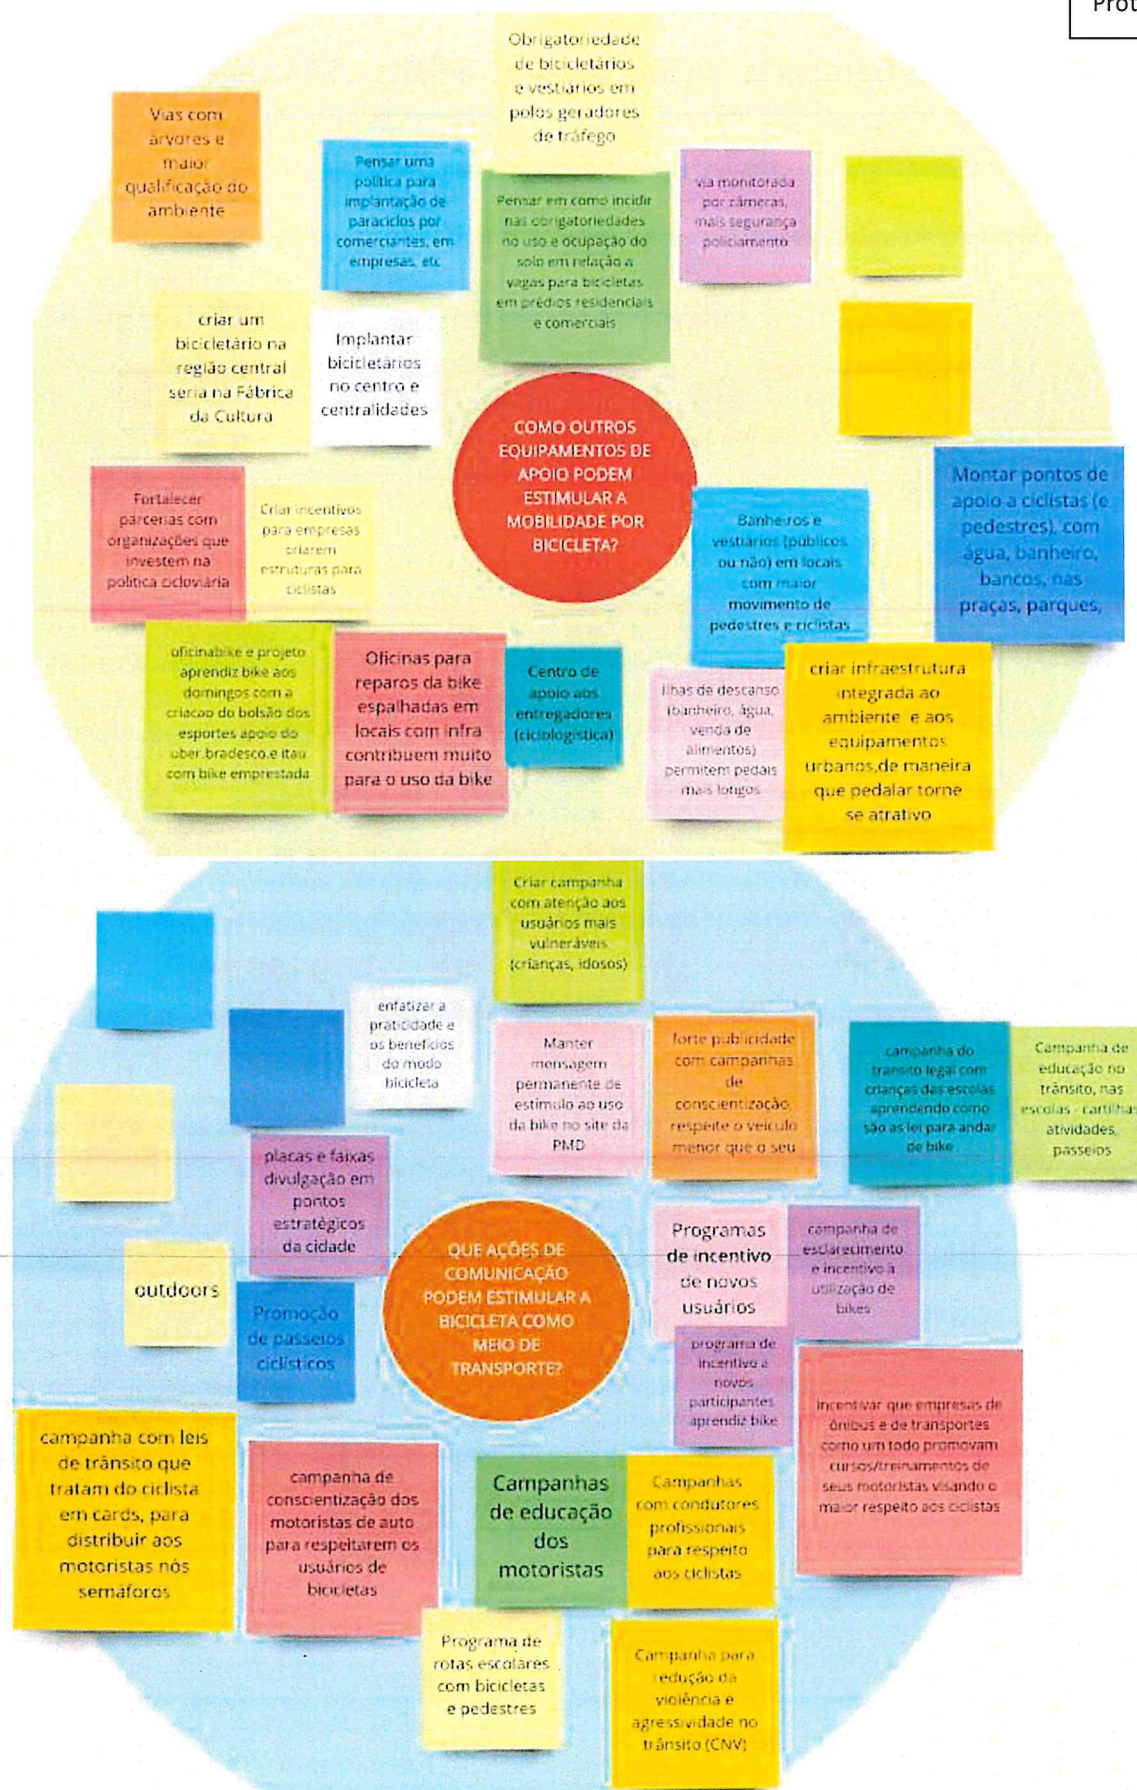 Prot
Obrigatoriedade
de bicicletários
e vestiários em
polos geradores
de tráfego
Vias com
árvores e
maior
qualificação do
ambiente
Pensar uma
política para
implantação de
paraciclos por
comerciantes, em
empresas, etc
Pensar em como incidir
nas obrigatoriedades
no uso e ocupação do
solo em relação a
vagas para bicicletas
em prédios residenciais
e comerciais
via monitorada
por câmeras,
mais segurança
policiamento
criar um
bicicletário na
região central
seria na Fábrica
da Cultura
Implantar
bicicletários
no centro e
centralidades
COMO OUTROS
EQUIPAMENTOS DE
APOIO PODEM
ESTIMULAR A
MOBILIDADE POR
BICICLETA?
Fortalecer
parcerias com
organizações que
investem na
política cicloviária
Criar incentivos
para empresas
criarem
estruturas para
ciclistas
Banheiros e
vestiários (públicos
ou não) em locais
com maior
movimento de
pedestres e ciclistas
Montar pontos de
apoio a ciclistas (e
pedestres), com
água, banheiro,
bancos, nas
praças, parques,
oficinabike e projeto
aprendiz bike aos
domingos com a
criacao do bolsão dos
esportes apoio do
uber.bradesco.e itau
com bike emprestada
Oficinas para
reparos da bike
espalhadas em
locais com infra
contribuem muito
para o uso da bike
Centro de
apoio aos
entregadores
(ciclologística)
Ilhas de descanso
(banheiro, água,
venda de
alimentos)
permitem pedais
mais longos
criar infraestrutura
integrada ao
ambiente e aos
equipamentos
urbanos,de maneira
que pedalar torne
se atrativo
Criar campanha
com atenção aos
usuários mais
vulneráveis
(crianças, idosos)
enfatizar a
praticidade e
os benefícios
do modo
bicicleta
Manter
mensagem
permanente de
estímulo ao uso
da bike no site da
PMD
forte publicidade
com campanhas
de
conscientização,
respeite o veículo
menor que o seu
campanha do
transito legal com
crianças das escolas
aprendendo como
são as lei para andar
de bike
Campanha de
educação no
trânsito, nas
escolas - cartilhas
atividades,
passeios
placas e faixas
divulgação em
pontos
estratégicos
da cidade
QUE AÇÕES DE
COMUNICAÇÃO
PODEM ESTIMULAR A
BICICLETA COMO
MEIO DE
TRANSPORTE?
Programas
de incentivo
de novos
usuários
campanha de
esclarecimento
e incentivo à
utilização de
bikes
outdoors
Promoção
de passeios
ciclísticos
programa de
incentivo a
novos
participantes
aprendiz bike
Incentivar que empresas de
ônibus e de transportes
como um todo promovam
cursos/treinamentos de
seus motoristas visando o
maior respeito aos ciclistas
campanha com leis
de trânsito que
tratam do ciclista
em cards, para
distribuir aos
motoristas nós
semáforos
campanha de
conscientização dos
motoristas de auto
para respeitarem os
usuários de
bicicletas
Campanhas
de educação
dos
motoristas
Campanhas
com condutores
profissionais
para respeito
aos ciclistas
Programa de
rotas escolares
com bicicletas
e pedestres
Campanha para
redução da
violência e
agressividade no
trânsito (CNV)